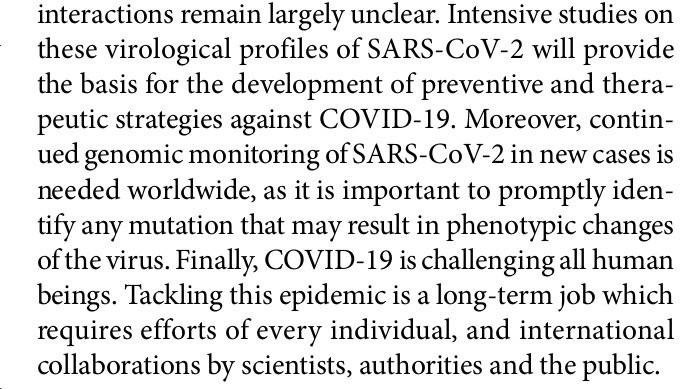 interactions remain largely unclear. Intensive studies on
these virological profiles of SARS-CoV-2 will provide
the basis for the development of preventive and thera-
peutic strategies against COVID-19. Moreover, contin-
ued genomic monitoring of SARS-CoV-2 in new cases is
needed worldwide, as it is important to promptly iden-
tify any mutation that may result in phenotypic changes
of the virus. Finally, COVID-19 is challenging all human
beings. Tackling this epidemic is a long-term job which
requires efforts of every individual, and international
collaborations by scientists, authorities and the public.